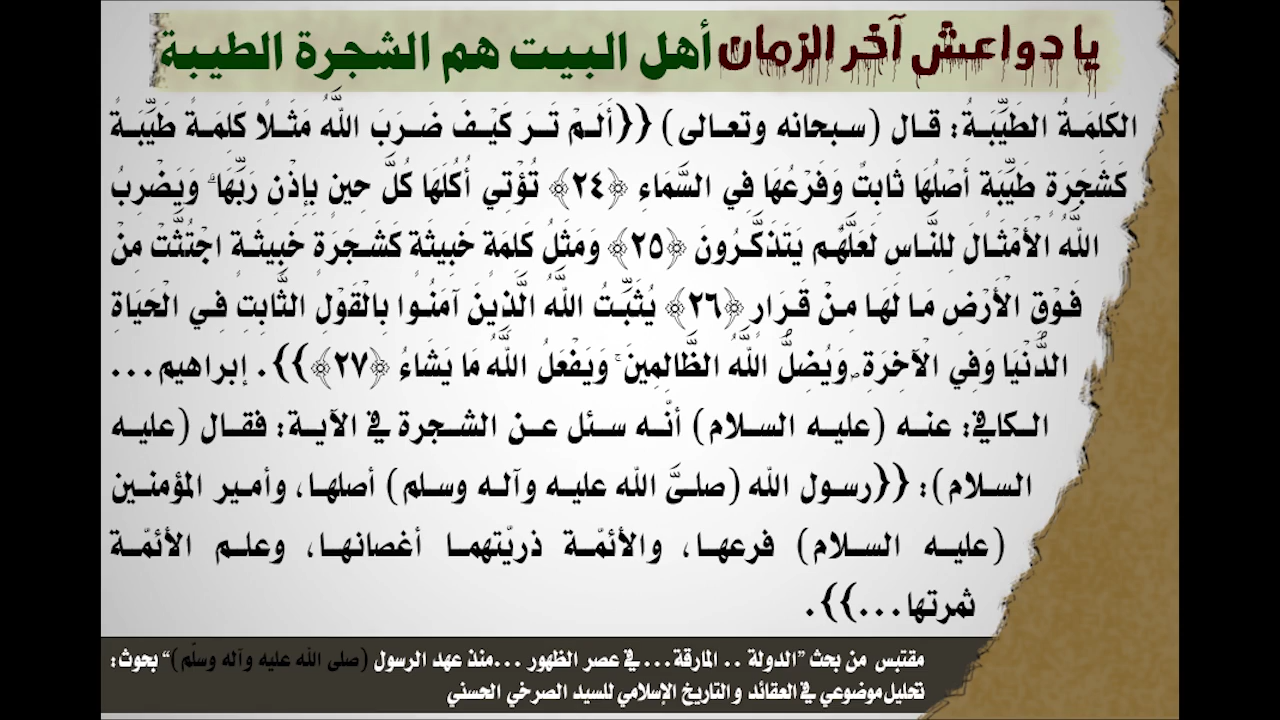 يا دواعش آخر الزمان أهل البيت هم الشجرة الطيبة
الكَلِمَةُ الطَيِّبَةُ: قال (سبحانه وتعالى) {{أَلَمْ تَرَ كَيْفَ ضَرَبَ اللَّهُ مَثَلًا كَلِمَةً طَيِّبَةً
كَشَجَرَةٍ طَيِّبَةٍ أَصْلُهَا ثَابِتٌ وَفَرْعُهَا فِي السَّمَاءِ ﴿٢٤﴾ تُؤْتِي أُكُلَهَا كُلَّ حِينٍ بِإِذْنِ رَبِّهَا ۗ وَيَضْرِبُ
اللَّهُ الْأَمْثَالَ لِلنَّاسِ لَعَلَّهُمْ يَتَذَكَّرُونَ ﴿٢٥﴾ وَمَثَلُ كَلِمَةٍ خَبِيثَةٍ كَشَجَرَةٍ خَبِيثَةٍ اجْتُثَّتْ مِنْ
فَوْقِ الْأَرْضِ مَا لَهَا مِنْ قَرَارٍ ﴿٢٦﴾ يُثَبِّتُ اللَّهُ الَّذِينَ آمَنُوا بِالْقَوْلِ الثَّابِتِ فِي الْحَيَاةِ
الدُّنْيَا وَفِي الْآخِرَةِ ۖ وَيُضِلُّ اللَّهُ الظَّالِمِينَ ۚ وَيَفْعَلُ اللَّهُ مَا يَشَاءُ ﴿٢٧﴾}}. إبراهيم...
الكافي: عنه (عليه السلام) أنّه سئل عن الشجرة في الآية: فقال (عليه
السلام): {{رسول الله (صلىَّ الله عليه وآله وسلم) أصلها، وأمير المؤمنين
(عليه السلام) فرعها، والأئمّة ذريّتهما أغصانها، وعلم الأئمّة
ثمرتها...}}.
مقتبس من بحث "الدولة .. المارقة...في عصر الظهور ...منذ عهد الرسول (صلى الله عليه وآله وسلّم)" بحوث:
تحليل موضوعي في العقائد والتاريخ الإسلامي للسيد الصرخي الحسني